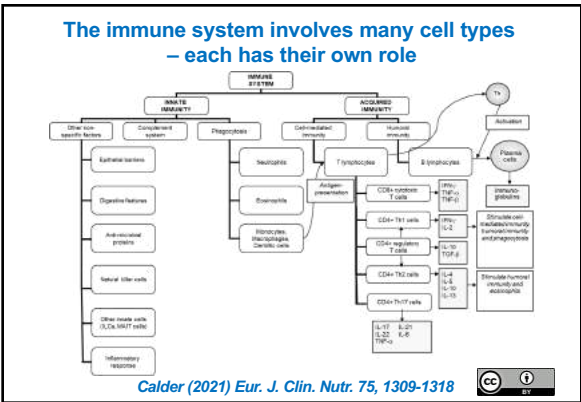 The immune system involves many cell types
– each has their own role
IMMUNE
SYSTEM
INNATE
IMMUNITY
ACQUIRED
IMMUNITY
Other non-
specific factors
Complement
system
Phagocytosis
Cell-mediated
immunity
Humoral
immunity
Th
Activation
Epithelial barriers
Digestive features
Anti-microbial
proteins
Natural killer cells
Other innate cells
(ILCs, MAIT cells)
Inflammatory
response
Neutrophils
Eosinophils
Monocytes,
Macrophages,
Dendritic cells
Antigen
presentation
T lymphocytes
B lymphocytes
Plasma
cells
Immuno-
globulins
CD8+ cytotoxic
T cells
IFN-γ
TNF-α
TNF-β
CD4+ Th1 cells
IFN-γ
IL-2
Stimulate cell-
mediated immunity,
humoral immunity
and phagocytosis
CD4+ regulatory
T cells
IL-10
TGF-β
CD4+ Th2 cells
IL-4
IL-5
IL-10
IL-13
Stimulate humoral
immunity and
eosinophils
CD4+ Th17 cells
IL-17 IL-21
IL-22 IL-6
TNF-α
Calder (2021) Eur. J. Clin. Nutr. 75, 1309-1318
cc
BY